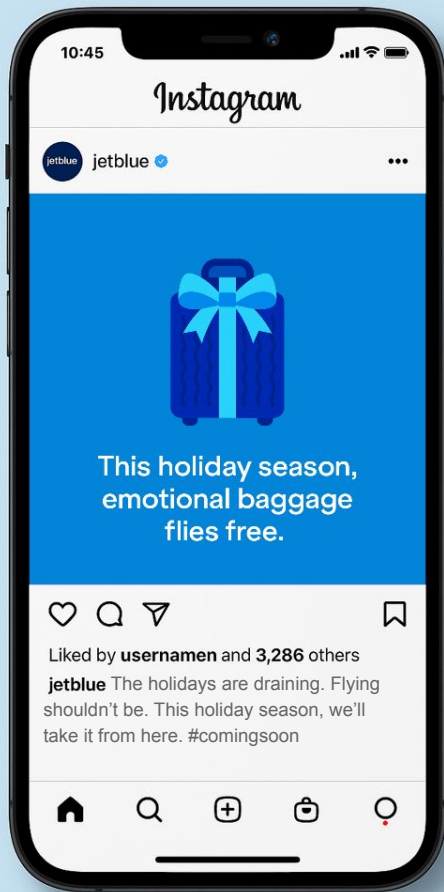 10:45
Instagram
jetblue jetblue
This holiday season,
emotional baggage
flies free.
Liked by usernamen and 3,286 others
jetblue The holidays are draining. Flying
shouldn’t be. This holiday season, we’ll
take it from here. #comingsoon